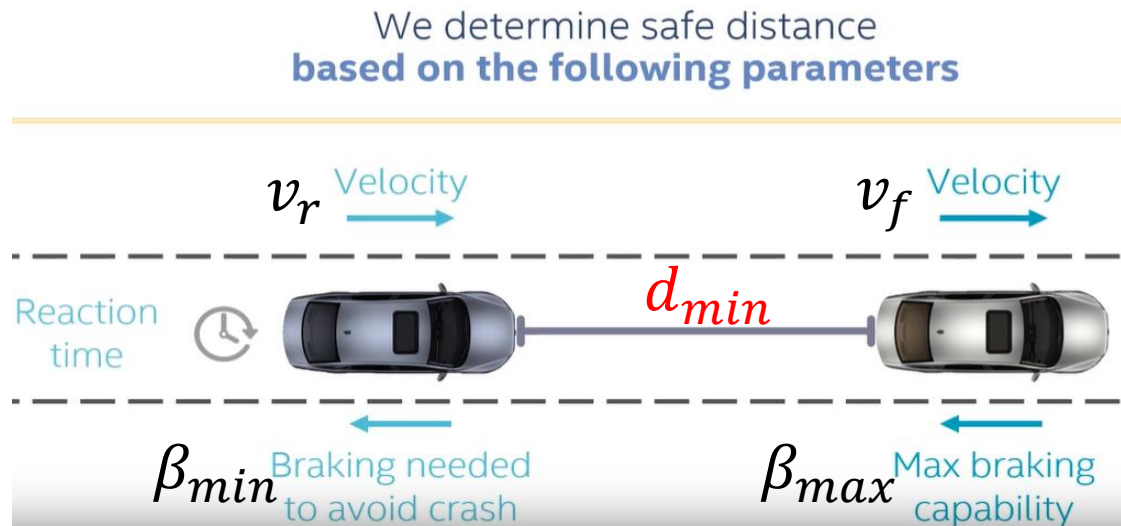 We determine safe distance
based on the following parameters
v_r Velocity
v_f Velocity
Reaction
time
d_min
β_min Braking needed
to avoid crash
β_max Max braking
capability